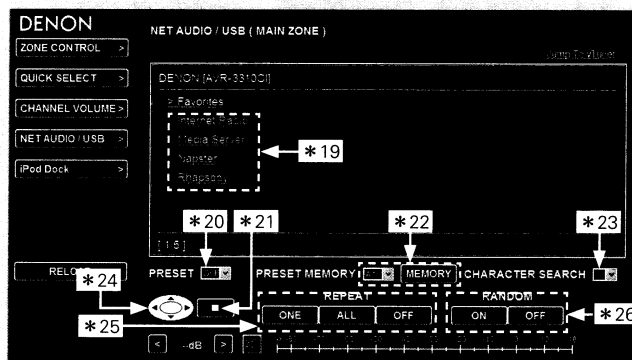 DENON
NET AUDIO / USB ( MAIN ZONE )
ZONE CONTROL >
QUICK SELECT >
CHANNEL VOLUME >
NET AUDIO / USB >
iPod Dock >
DENON [AVR-3310CI]
> Favorites
Internet Radio
Media Server
Napster
Rhapsody
*19
*20
*21
*22
*23
[ 1/5 ]
RELOAD
PRESET
PRESET MEMORY
MEMORY
CHARACTER SEARCH
*24
*25
REPEAT
ONE ALL OFF
RANDOM
ON OFF
*26
< --dB >